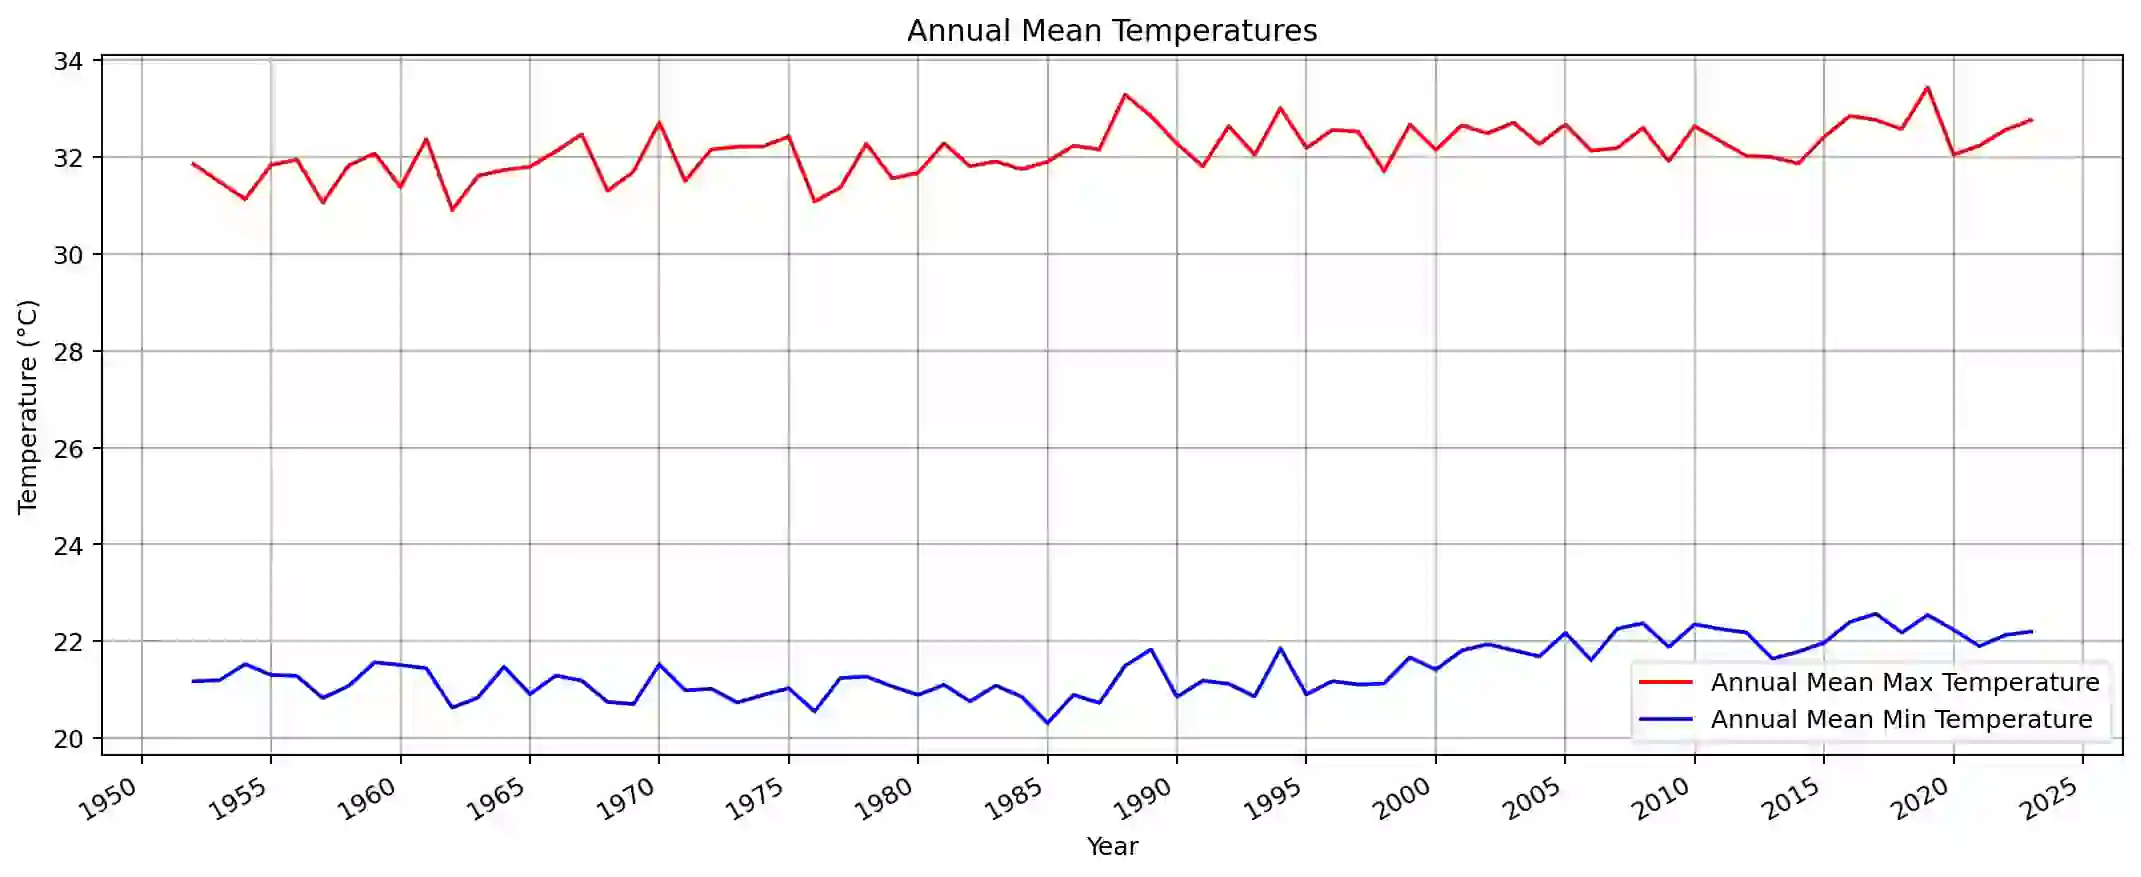 Annual Mean Temperatures
34
32
30
28
26
24
22
20
Temperature (°C)
Annual Mean Max Temperature
Annual Mean Min Temperature
1950 1955 1960 1965 1970 1975 1980 1985 1990 1995 2000 2005 2010 2015 2020 2025
Year